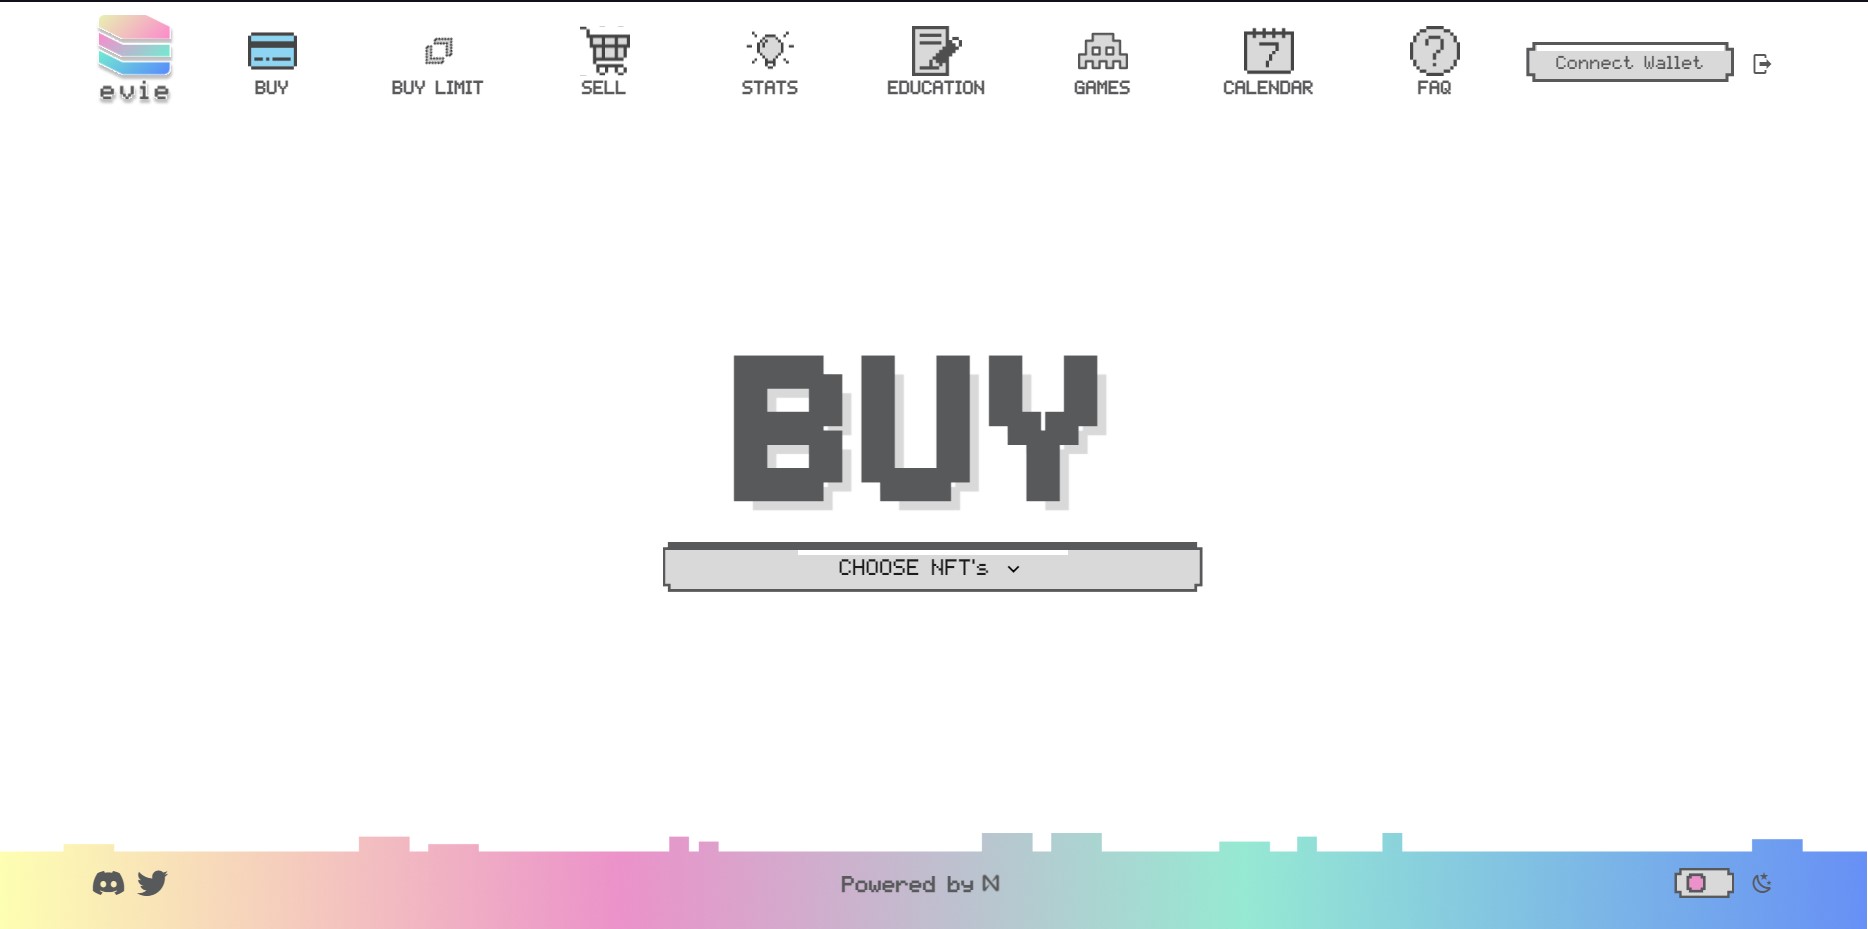 evie
BUY
BUY LIMIT
SELL
STATS
EDUCATION
GAMES
7
CALENDAR
?
FAQ
Connect Wallet
BUY
CHOOSE NFT's
Powered by N